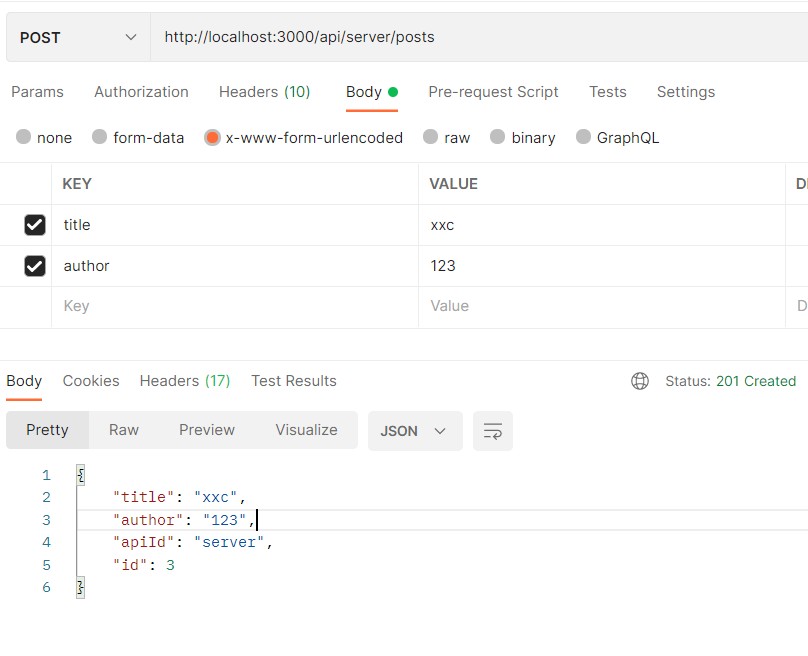 POST http://localhost:3000/api/server/posts
Params Authorization Headers (10) Body Pre-request Script Tests Settings
none form-data x-www-form-urlencoded raw binary GraphQL
KEY VALUE D
title xxc
author 123
Key Value D
Body Cookies Headers (17) Test Results Status: 201 Created
Pretty Raw Preview Visualize JSON
1 {
2 "title": "xxc",
3 "author": "123",
4 "apiId": "server",
5 "id": 3
6 }